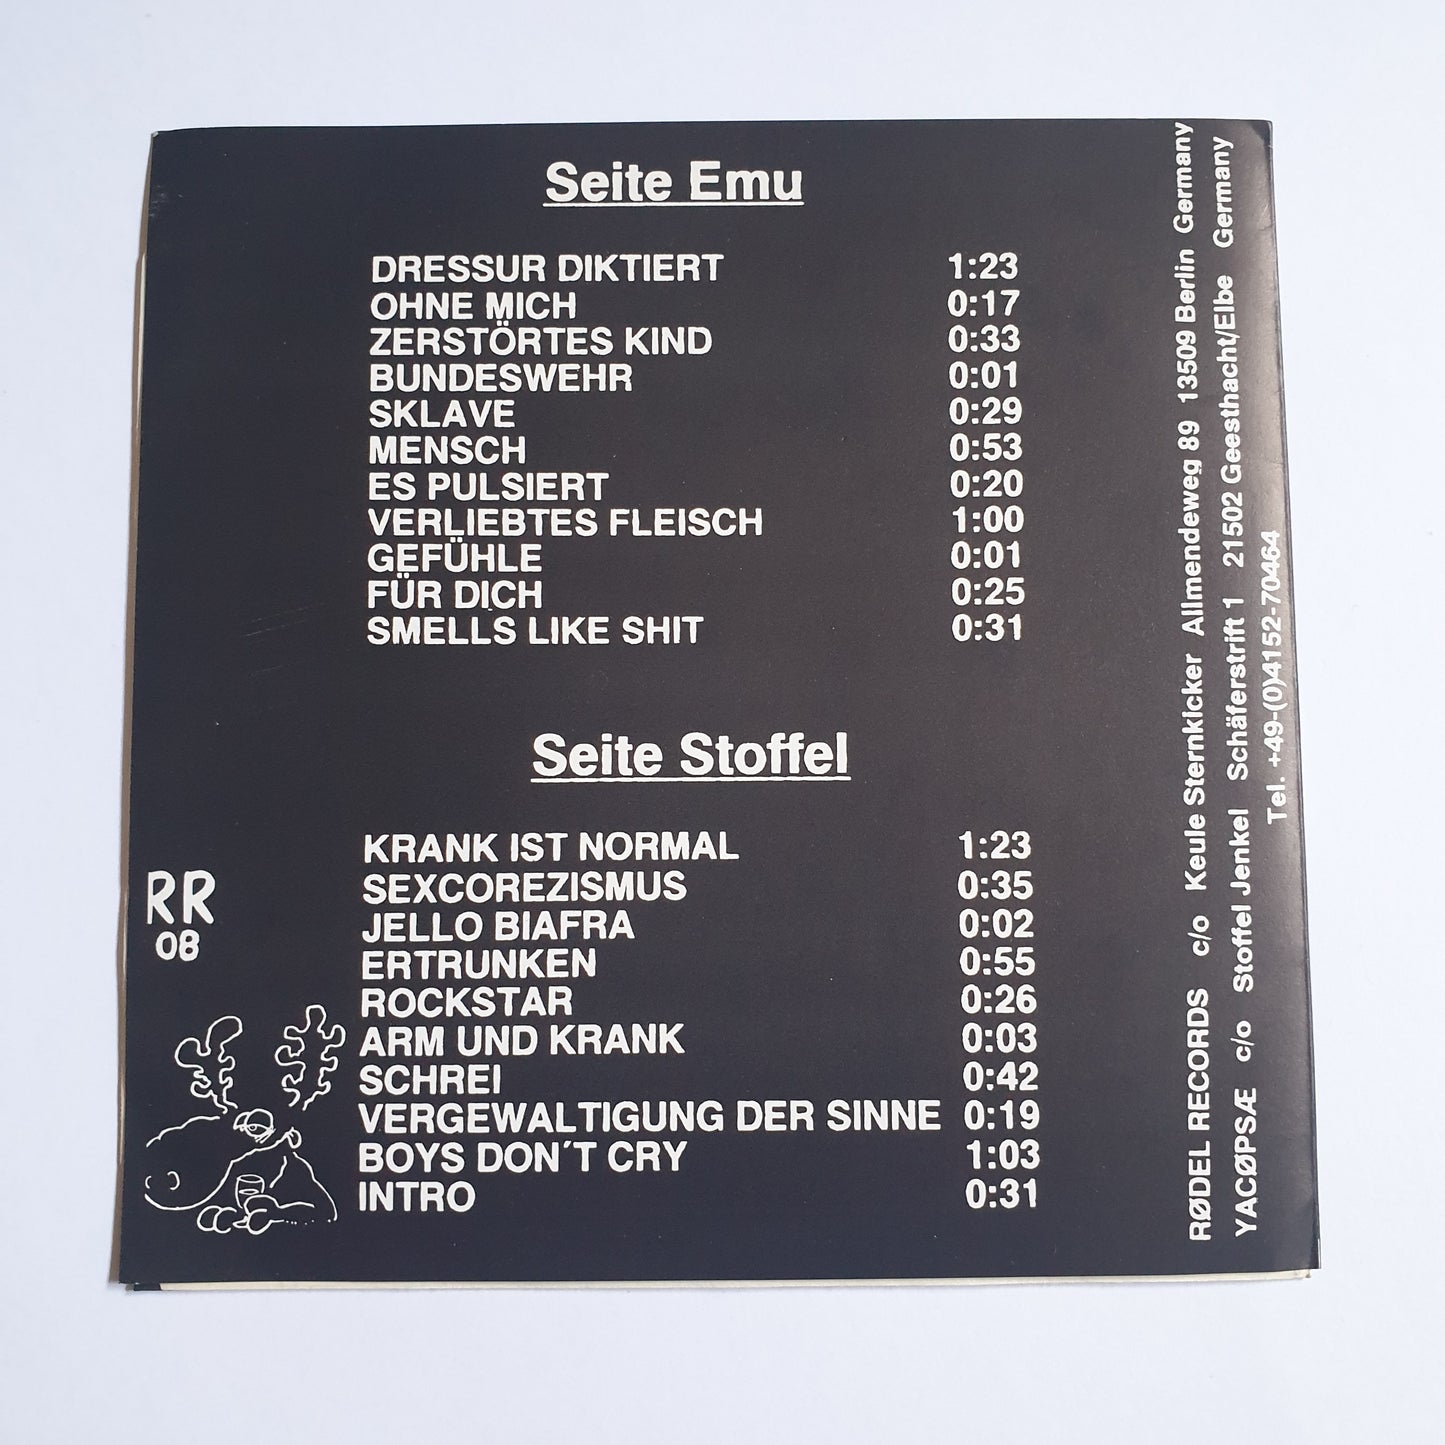 Seite Emu
DRESSUR DIKTIERT 1:23
OHNE MICH 0:17
ZERSTÖRTES KIND 0:33
BUNDESWEHR 0:01
SKLAVE 0:29
MENSCH 0:53
ES PULSIERT 0:20
VERLIEBTES FLEISCH 1:00
GEFÜHLE 0:01
FÜR DICH 0:25
SMELLS LIKE SHIT 0:31
Seite Stoffel
KRANK IST NORMAL 1:23
SEXCOREZISMUS 0:35
JELLO BIAFRA 0:02
ERTRUNKEN 0:55
ROCKSTAR 0:26
ARM UND KRANK 0:03
SCHREI 0:42
VERGEWALTIGUNG DER SINNE 0:19
BOYS DON´T CRY 1:03
INTRO 0:31
RR
08
RØDEL RECORDS c/o Keule Sternkicker Allmendeweg 89 13509 Berlin Germany
YACØPSÆ c/o Stoffel Jenkel Schäferstrift 1 21502 Geesthacht/Elbe Germany
Tel. +49-(0)4152-70464